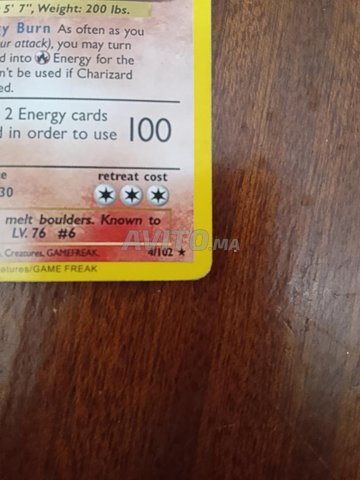 5' 7", Weight: 200 lbs.
y Burn As often as you
ur attack), you may turn
d into Energy for the
n't be used if Charizard
ed.
2 Energy cards
d in order to use 100
retreat cost
30
melt boulders. Known to
LV. 76 #6
AVITO.MA
Creatures, GAMEFREAK. 4/102 ★
eatures/GAME FREAK